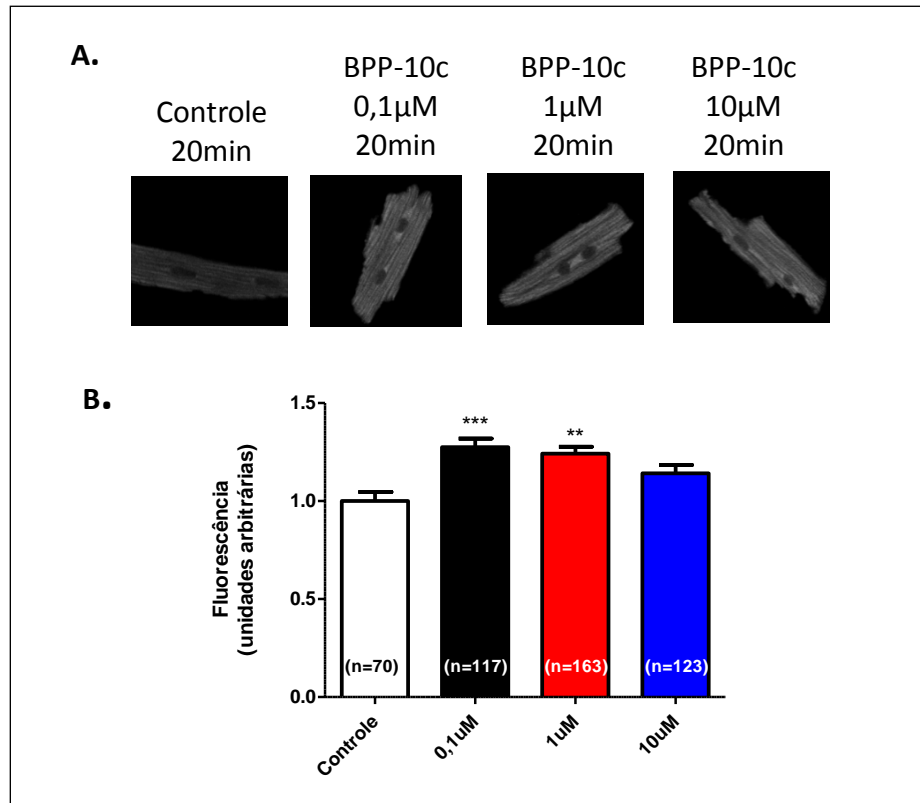 A.
Controle
20min
BPP-10c
0,1µM
20min
BPP-10c
1µM
20min
BPP-10c
10µM
20min
B.
Fluorescência
(unidades arbitrárias)
1.5
1.0
0.5
0.0
***
**
(n=70)
(n=117)
(n=163)
(n=123)
Controle
0,1uM
1uM
10uM